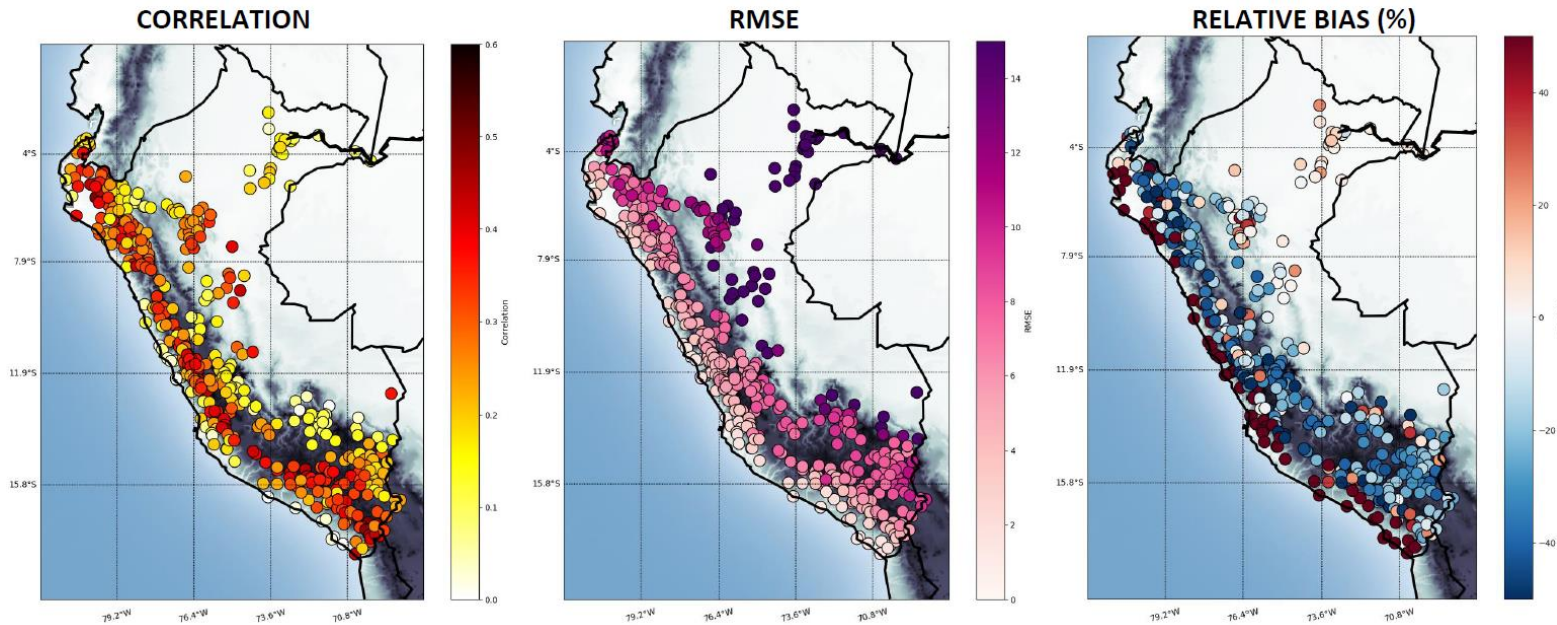 CORRELATION
RMSE
RELATIVE BIAS (%)
4°S
7.9°S
11.9°S
15.8°S
79.2°W
76.4°W
73.6°W
70.8°W
0.6
0.5
0.4
0.3
0.2
0.1
0.0
Correlation
4°S
7.9°S
11.9°S
15.8°S
79.2°W
76.4°W
73.6°W
70.8°W
14
12
10
8
6
4
2
0
RMSE
4°S
7.9°S
11.9°S
15.8°S
79.2°W
76.4°W
73.6°W
70.8°W
40
20
0
−20
−40